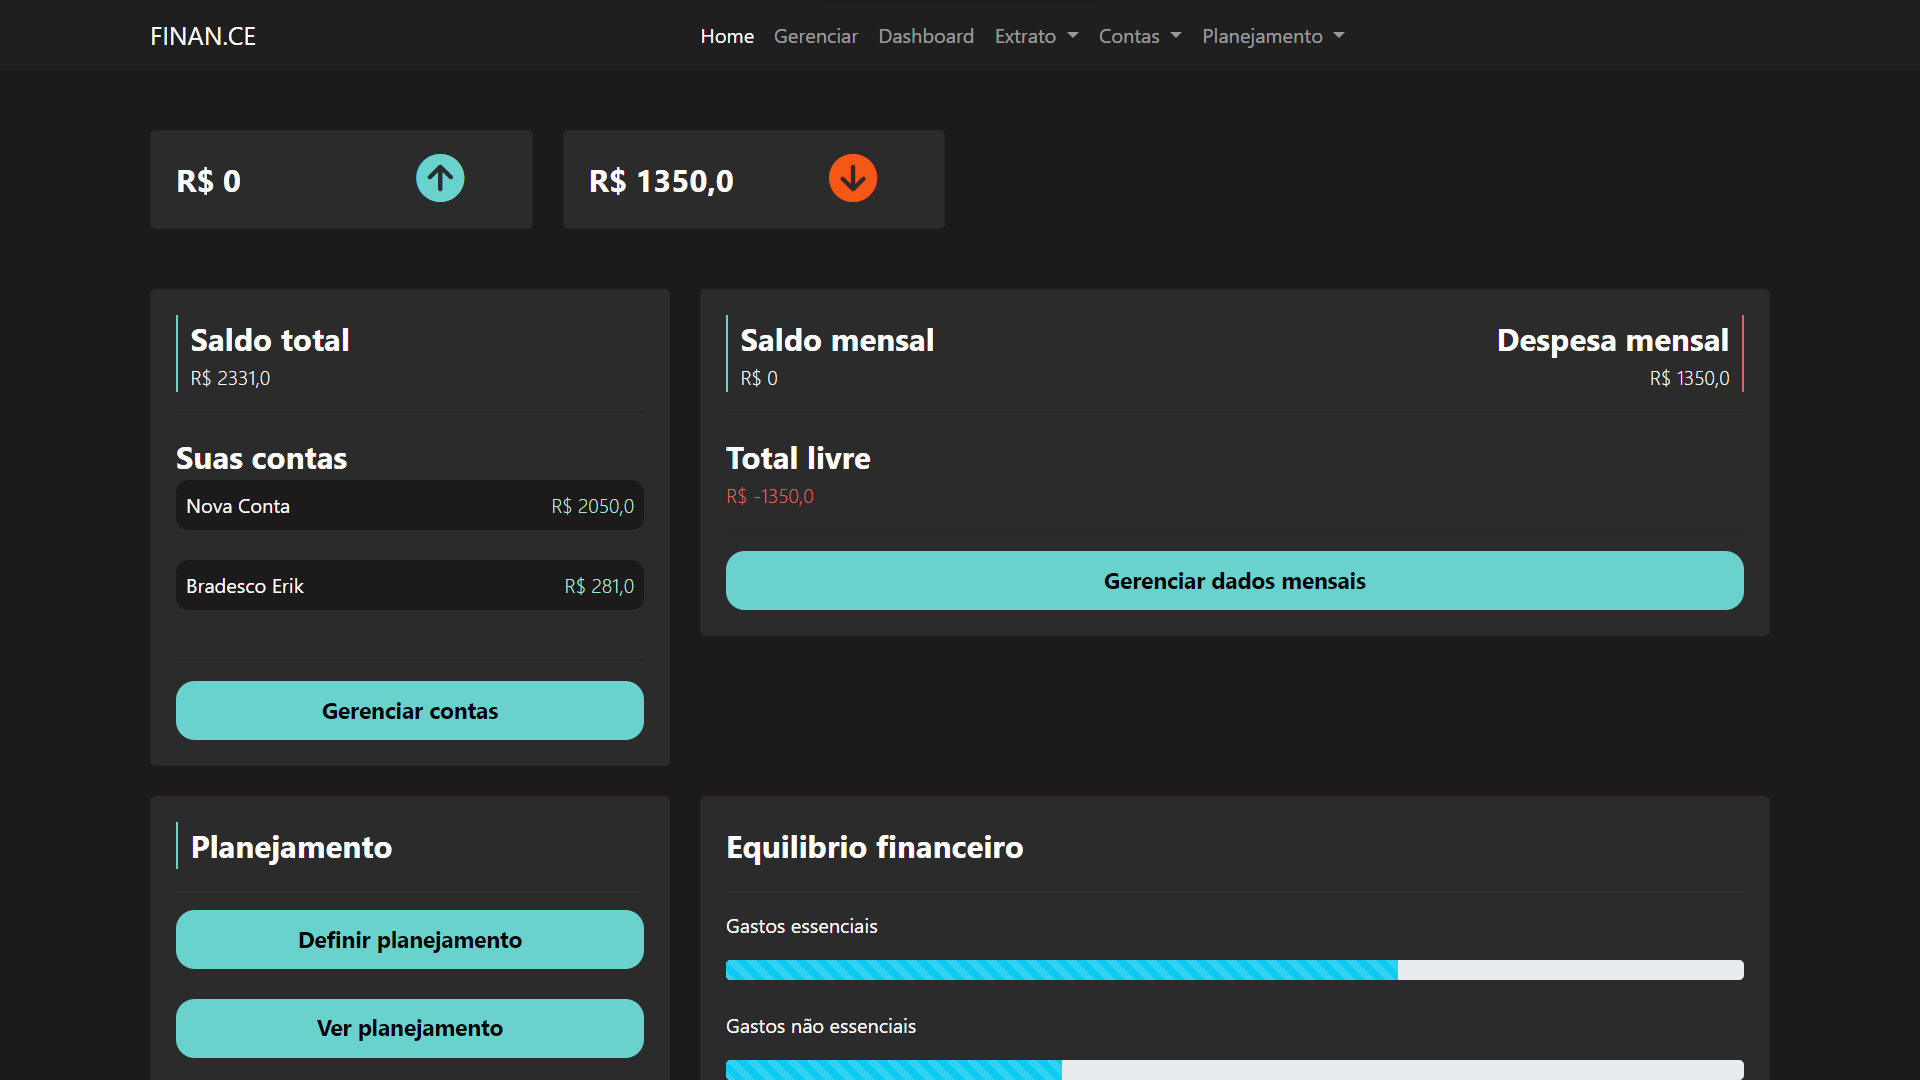 FINAN.CE
Home Gerenciar Dashboard Extrato Contas Planejamento
R$ 0
R$ 1350,0
Saldo total
R$ 2331,0
Suas contas
Nova Conta R$ 2050,0
Bradesco Erik R$ 281,0
Gerenciar contas
Saldo mensal
R$ 0
Despesa mensal
R$ 1350,0
Total livre
R$ -1350,0
Gerenciar dados mensais
Planejamento
Definir planejamento
Ver planejamento
Equilibrio financeiro
Gastos essenciais
Gastos não essenciais